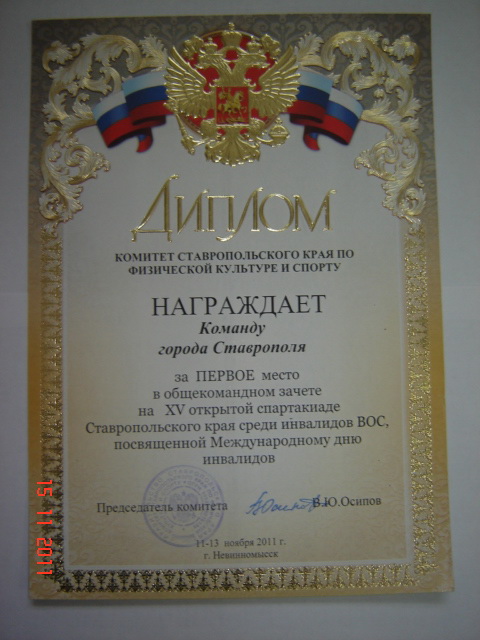 ДИПЛОМ
КОМИТЕТ СТАВРОПОЛЬСКОГО КРАЯ ПО
ФИЗИЧЕСКОЙ КУЛЬТУРЕ И СПОРТУ
НАГРАЖДАЕТ
Команду
города Ставрополя
за ПЕРВОЕ место
в общекомандном зачете
на XV открытой спартакиаде
Ставропольского края среди инвалидов ВОС,
посвященной Международному дню
инвалидов
Председатель комитета В.Ю.Осипов
11-13 ноября 2011 г.
г. Невинномысск
15 11 2011